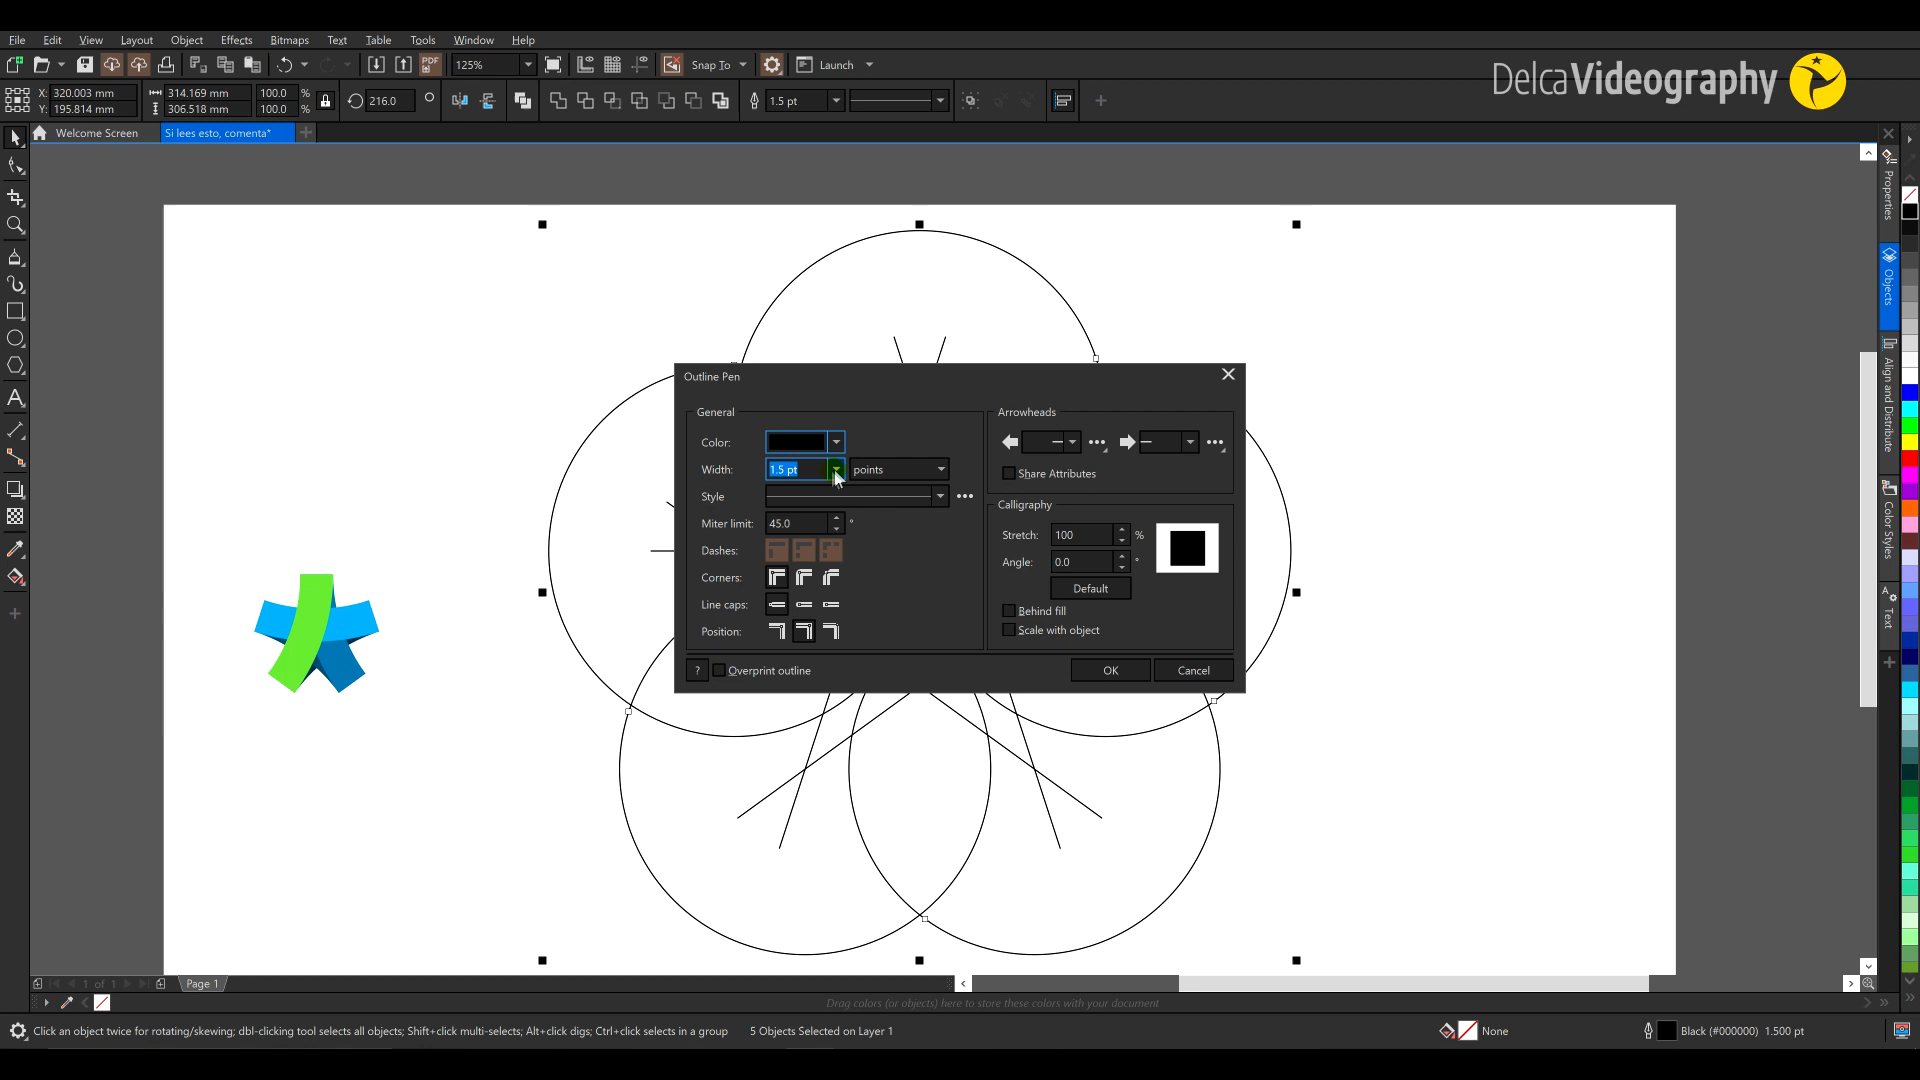 File Edit View Layout Object Effects Bitmaps Text Table Tools Window Help
PDF 125% Snap To Launch
DelcaVideography
X: 320.003 mm 314.169 mm 100.0 % 216.0 ° 1.5 pt
Y: 195.814 mm 306.518 mm 100.0 %
Welcome Screen Si lees esto, comenta*
Properties
Objects
Align and Distribute
Color Styles
Text
Outline Pen
General
Color:
Width: 1.5 pt points
Style
Miter limit: 45.0 °
Dashes:
Corners:
Line caps:
Position:
Arrowheads
Share Attributes
Calligraphy
Stretch: 100 %
Angle: 0.0 °
Default
Behind fill
Scale with object
? Overprint outline OK Cancel
1 of 1 Page 1
Drag colors (or objects) here to store these colors with your document
Click an object twice for rotating/skewing; dbl-clicking tool selects all objects; Shift+click multi-selects; Alt+click digs; Ctrl+click selects in a group 5 Objects Selected on Layer 1 None Black (#000000) 1.500 pt